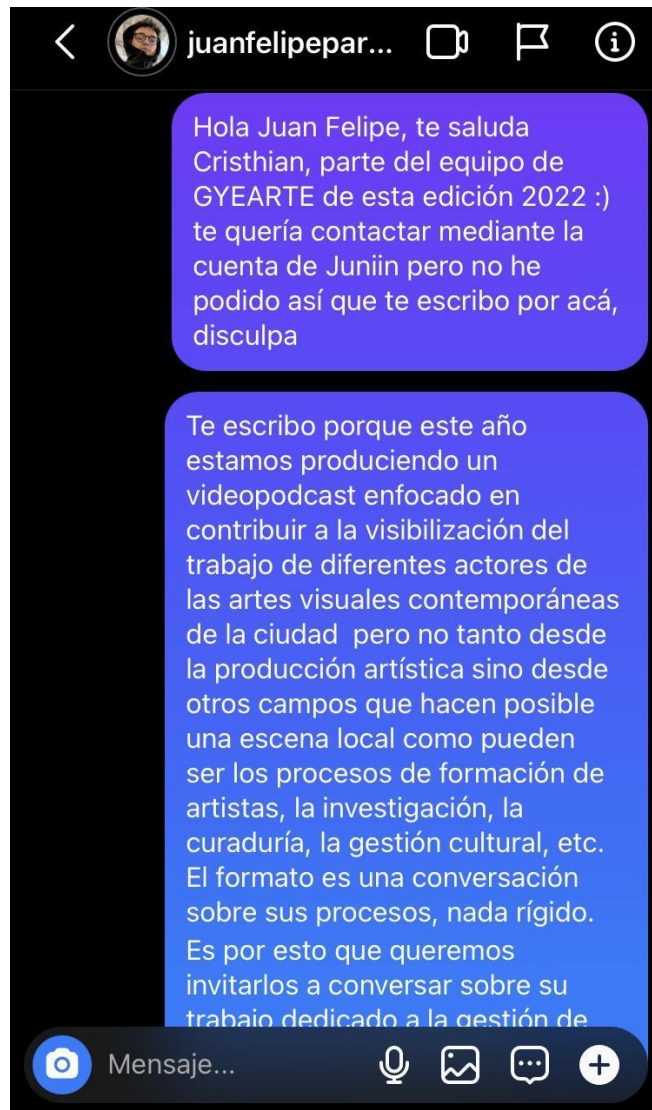 juanfelipepar...
Hola Juan Felipe, te saluda
Cristhian, parte del equipo de
GYEARTE de esta edición 2022 :)
te quería contactar mediante la
cuenta de Juniin pero no he
podido así que te escribo por acá,
disculpa
Te escribo porque este año
estamos produciendo un
videopodcast enfocado en
contribuir a la visibilización del
trabajo de diferentes actores de
las artes visuales contemporáneas
de la ciudad  pero no tanto desde
la producción artística sino desde
otros campos que hacen posible
una escena local como pueden
ser los procesos de formación de
artistas, la investigación, la
curaduría, la gestión cultural, etc.
El formato es una conversación
sobre sus procesos, nada rígido.
Es por esto que queremos
invitarlos a conversar sobre su
trabajo dedicado a la gestión de
Mensaje...